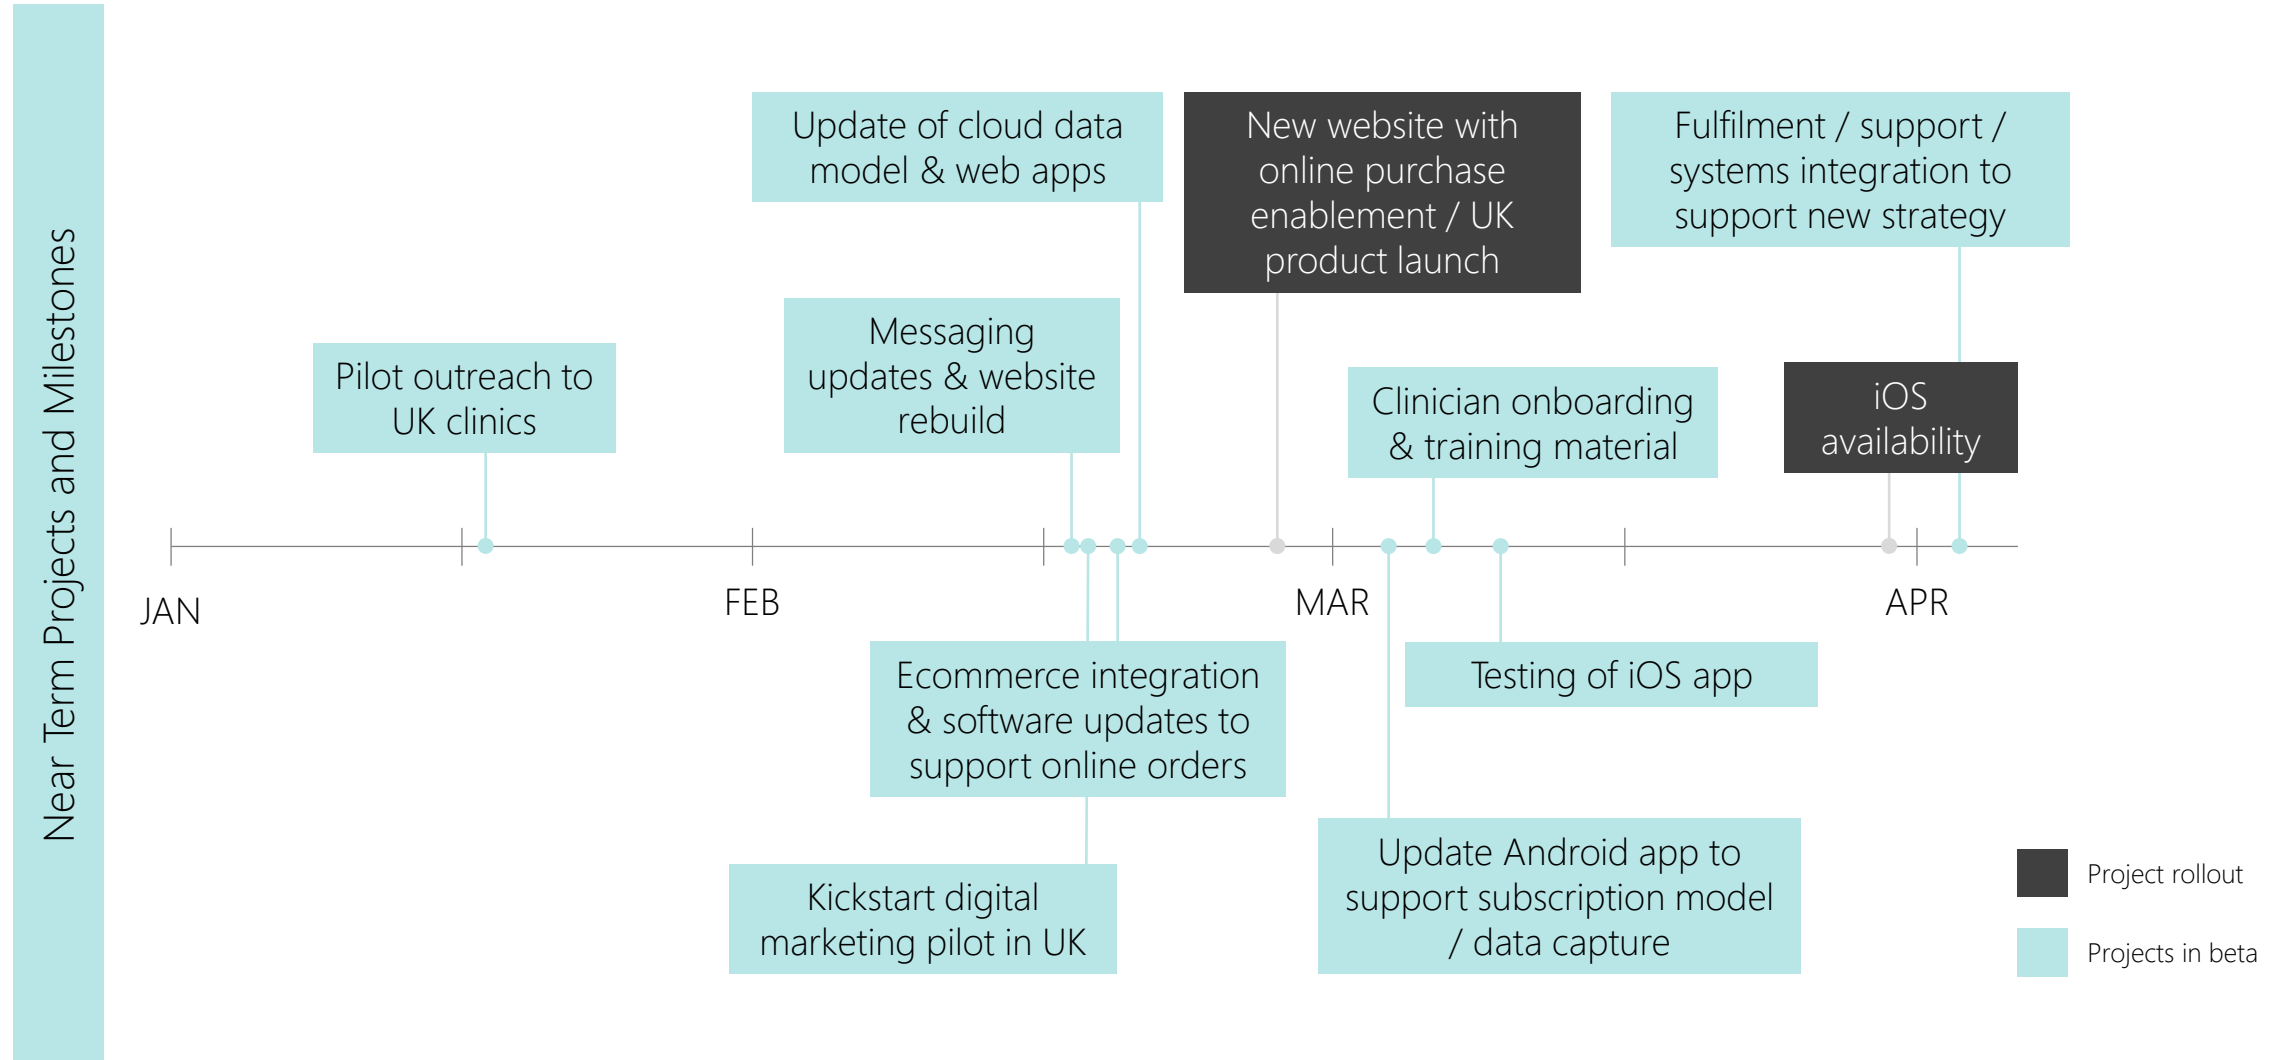 Near Term Projects and Milestones
Update of cloud data
model & web apps
New website with
online purchase
enablement / UK
product launch
Fulfilment / support /
systems integration to
support new strategy
Pilot outreach to
UK clinics
Messaging
updates & website
rebuild
Clinician onboarding
& training material
iOS
availability
JAN
FEB
MAR
APR
Ecommerce integration
& software updates to
support online orders
Testing of iOS app
Kickstart digital
marketing pilot in UK
Update Android app to
support subscription model
/ data capture
Project rollout
Projects in beta